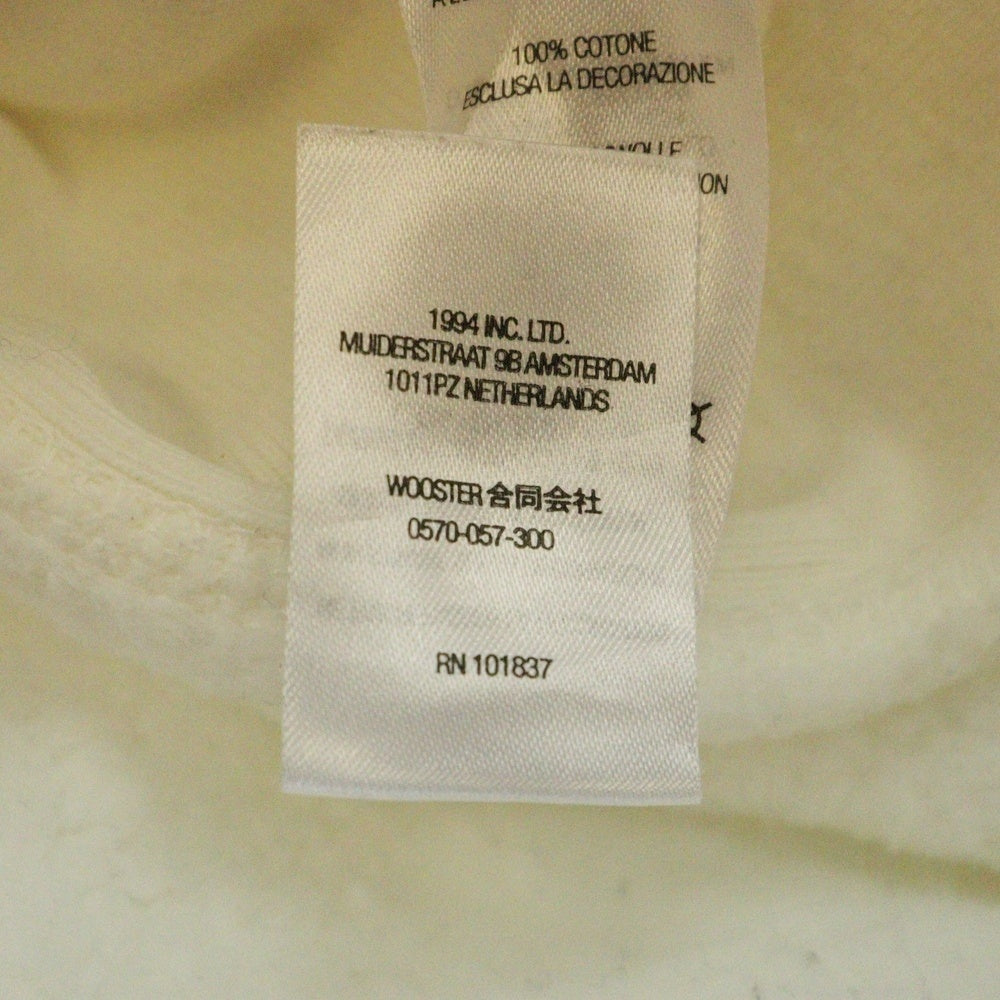 100% COTONE
ESCLUSA LA DECORAZIONE
1994 INC. LTD.
MUIDERSTRAAT 9B AMSTERDAM
1011PZ NETHERLANDS
WOOSTER 合同会社
0570-057-300
RN 101837